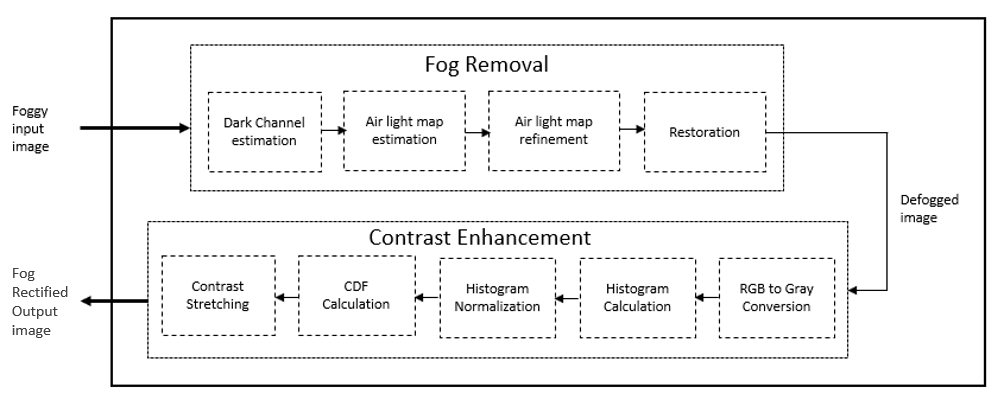 Fog Removal
Foggy
input
image
Dark Channel
estimation
Air light map
estimation
Air light map
refinement
Restoration
Defogged
image
Contrast Enhancement
RGB to Gray
Conversion
Histogram
Calculation
Histogram
Normalization
CDF
Calculation
Contrast
Stretching
Fog
Rectified
Output
image